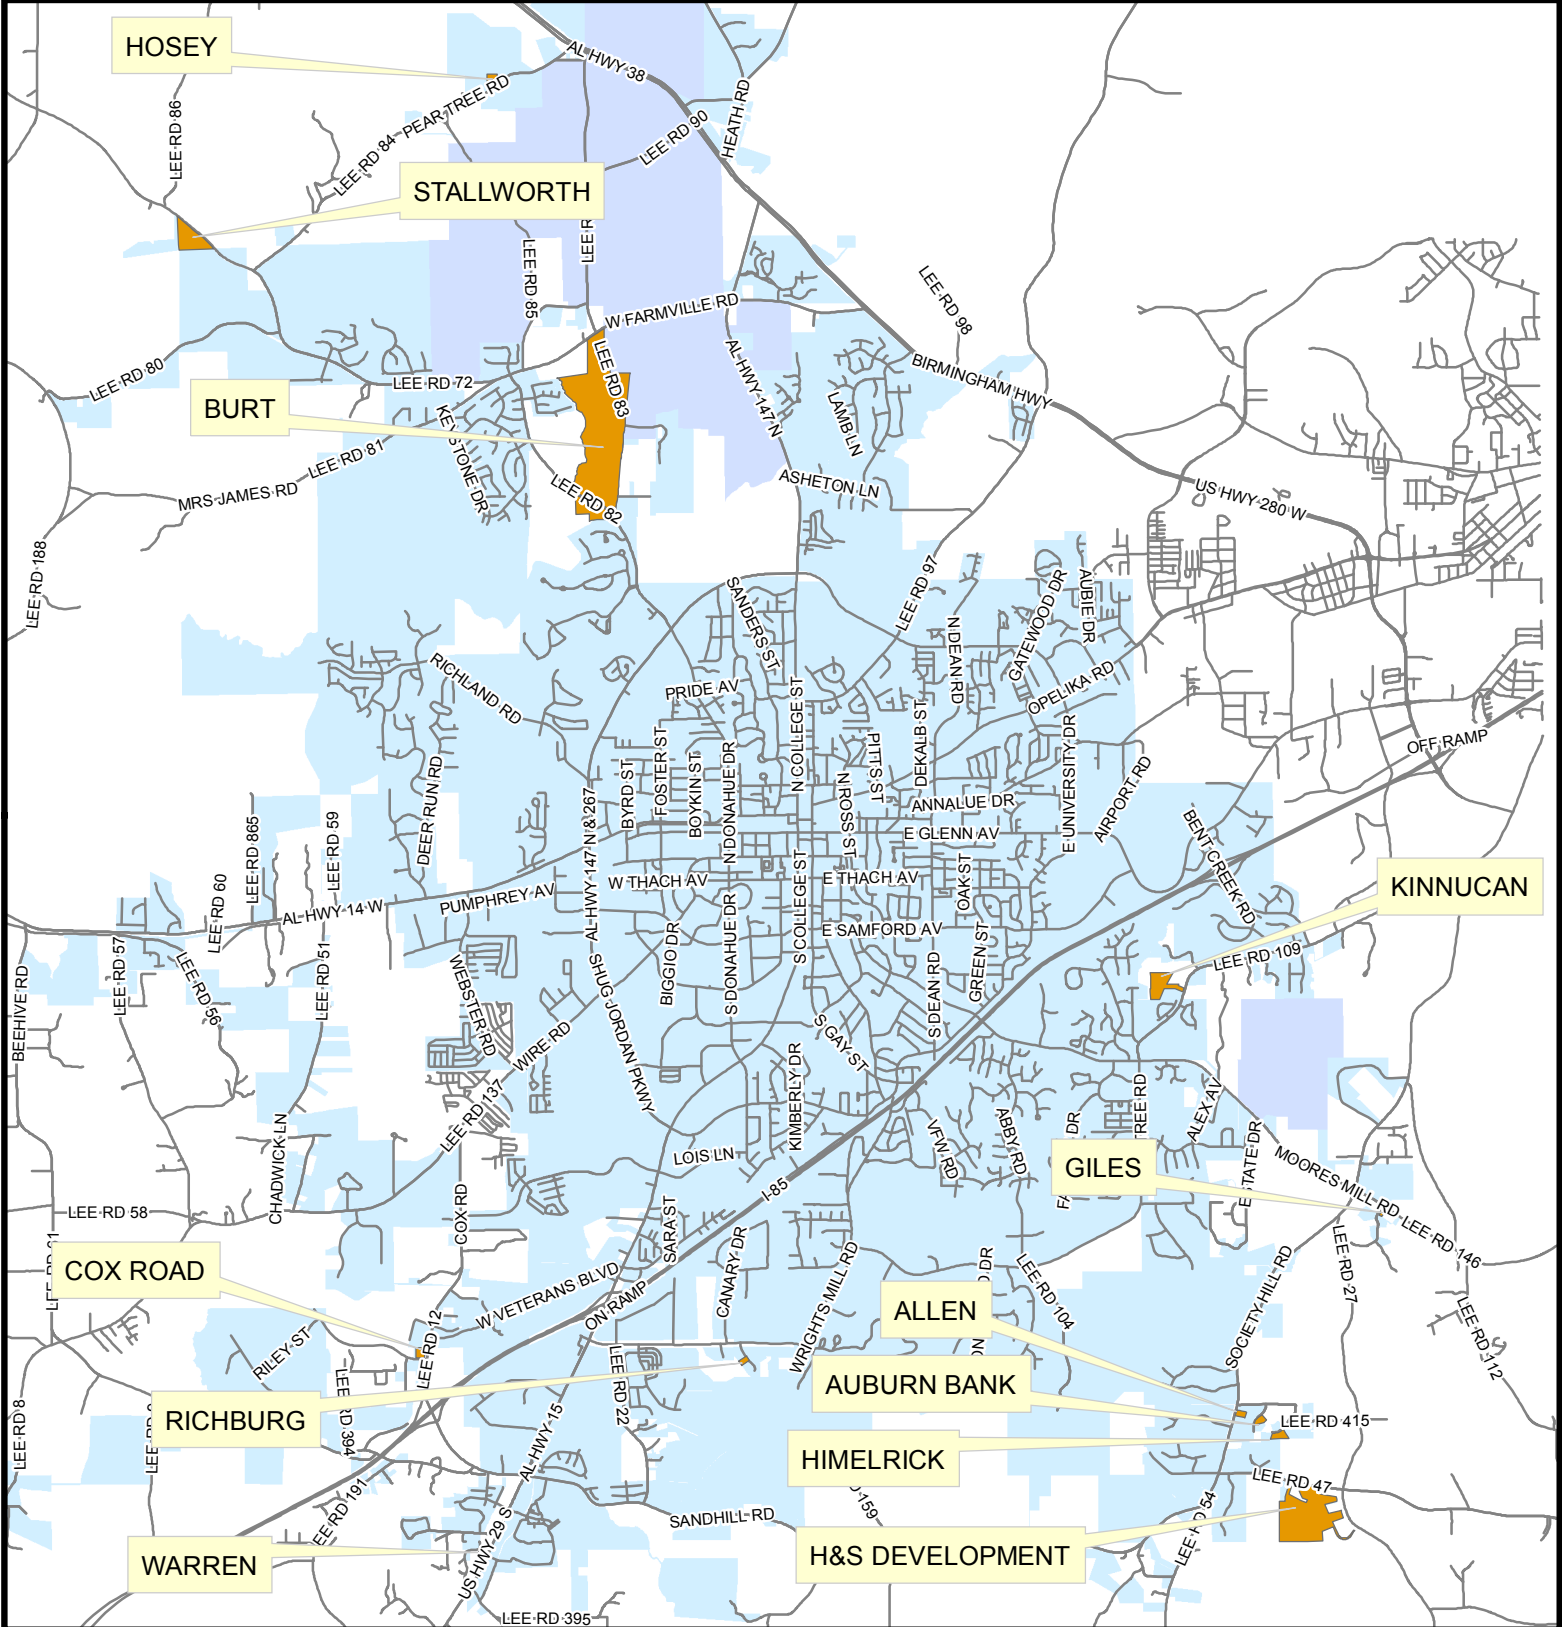 HOSEY
AL HWY 38
HEATH RD
LEE RD 86
PEAR TREE RD
LEE RD 84
LEE RD 90
STALLWORTH
LEE RD 85
LEE RD 98
W FARMVILLE RD
LEE RD 80
LEE RD 72
LEE RD 83
AL HWY 147 N
BIRMINGHAM HWY
BURT
KEYSTONE DR
LAMB LN
LEE RD 81
MRS JAMES RD
LEE RD 82
ASHETON LN
US HWY 280 W
LEE RD 188
SANDERS ST
LEE RD 97
N DEAN RD
GATEWOOD DR
AUBIE DR
RICHLAND RD
PRIDE AV
OPELIKA RD
N COLLEGE ST
DEKALB ST
PITTS ST
E UNIVERSITY DR
OFF RAMP
DEER RUN RD
BYRD ST
FOSTER ST
BOYKIN ST
N DONAHUE DR
N ROSS ST
ANNALUE DR
AIRPORT RD
E GLENN AV
BENT CREEK RD
LEE RD 865
LEE RD 59
AL HWY 147 N & 267
LEE RD 60
AL HWY 14 W
PUMPHREY AV
W THACH AV
S COLLEGE ST
E THACH AV
OAK ST
KINNUCAN
LEE RD 57
LEE RD 56
LEE RD 51
BIGGIO DR
S DONAHUE DR
E SAMFORD AV
GREEN ST
LEE RD 109
BEEHIVE RD
WEBSTER RD
SHUG JORDAN PKWY
S DEAN RD
WIRE RD
S GAY ST
KIMBERLY DR
LEE RD 137
CHADWICK LN
LOIS LN
VFW RD
ABBY RD
DR
TREE RD
ALEX AV
ESTATE DR
GILES
MOORES MILL RD
LEE RD 146
I-85
LEE RD 58
COX RD
SARA ST
CANARY DR
WRIGHTS MILL RD
LEE RD 104
SOCIETY HILL RD
LEE RD 27
COX ROAD
W VETERANS BLVD
ON RAMP
ALLEN
LEE RD 112
RILEY ST
LEE RD 12
LEE RD 22
AUBURN BANK
LEE RD 394
RICHBURG
LEE RD 415
LEE RD 8
AL HWY 15
HIMELRICK
LEE RD 47
LEE RD 191
SANDHILL RD
159
LEE RD 54
WARREN
US HWY 29 S
H&S DEVELOPMENT
LEE RD 395